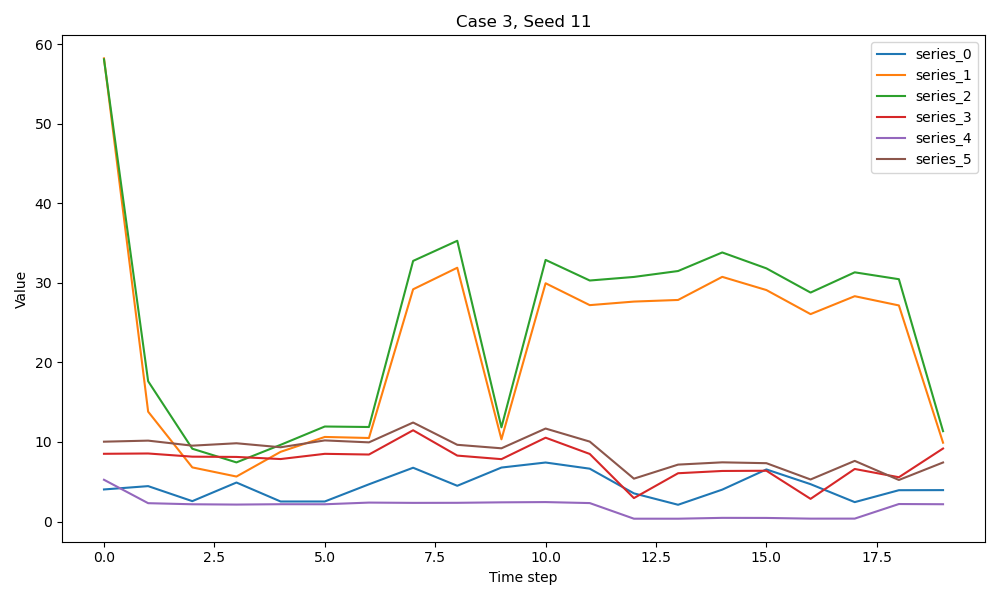 Case 3, Seed 11
series_0
series_1
series_2
series_3
series_4
series_5
60
50
40
30
20
10
0
Value
0.0 2.5 5.0 7.5 10.0 12.5 15.0 17.5
Time step